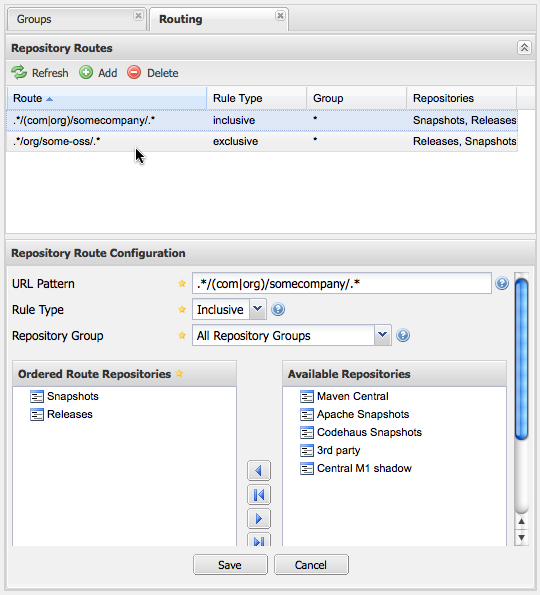 Groups Routing
Repository Routes
Refresh Add Delete
Route Rule Type Group Repositories
.*/(com|org)/somecompany/.* inclusive * Snapshots, Releases
.*/org/some-oss/.* exclusive * Releases, Snapshots
Repository Route Configuration
URL Pattern .*/(com|org)/somecompany/.*
Rule Type Inclusive
Repository Group All Repository Groups
Ordered Route Repositories Available Repositories
Snapshots Maven Central
Releases Apache Snapshots
Codehaus Snapshots
3rd party
Central M1 shadow
Save Cancel